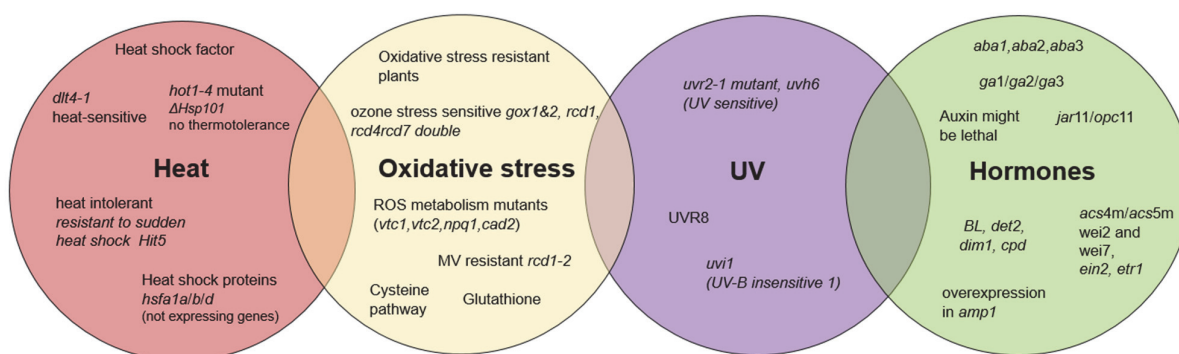 Heat shock factor
dlt4-1
heat-sensitive
hot1-4 mutant
ΔHsp101
no thermotolerance
Heat
heat intolerant
resistant to sudden
heat shock Hit5
Heat shock proteins
hsfa1a/b/d
(not expressing genes)
Oxidative stress resistant
plants
ozone stress sensitive gox1&2, rcd1,
rcd4rcd7 double
Oxidative stress
ROS metabolism mutants
(vtc1,vtc2,npq1,cad2)
MV resistant rcd1-2
Cysteine
pathway
Glutathione
uvr2-1 mutant, uvh6
(UV sensitive)
UV
UVR8
uvi1
(UV-B insensitive 1)
aba1,aba2,aba3
ga1/ga2/ga3
Auxin might
be lethal
jar11/opc11
Hormones
BL, det2,
dim1, cpd
acs4m/acs5m
wei2 and
wei7,
ein2, etr1
overexpression
in amp1